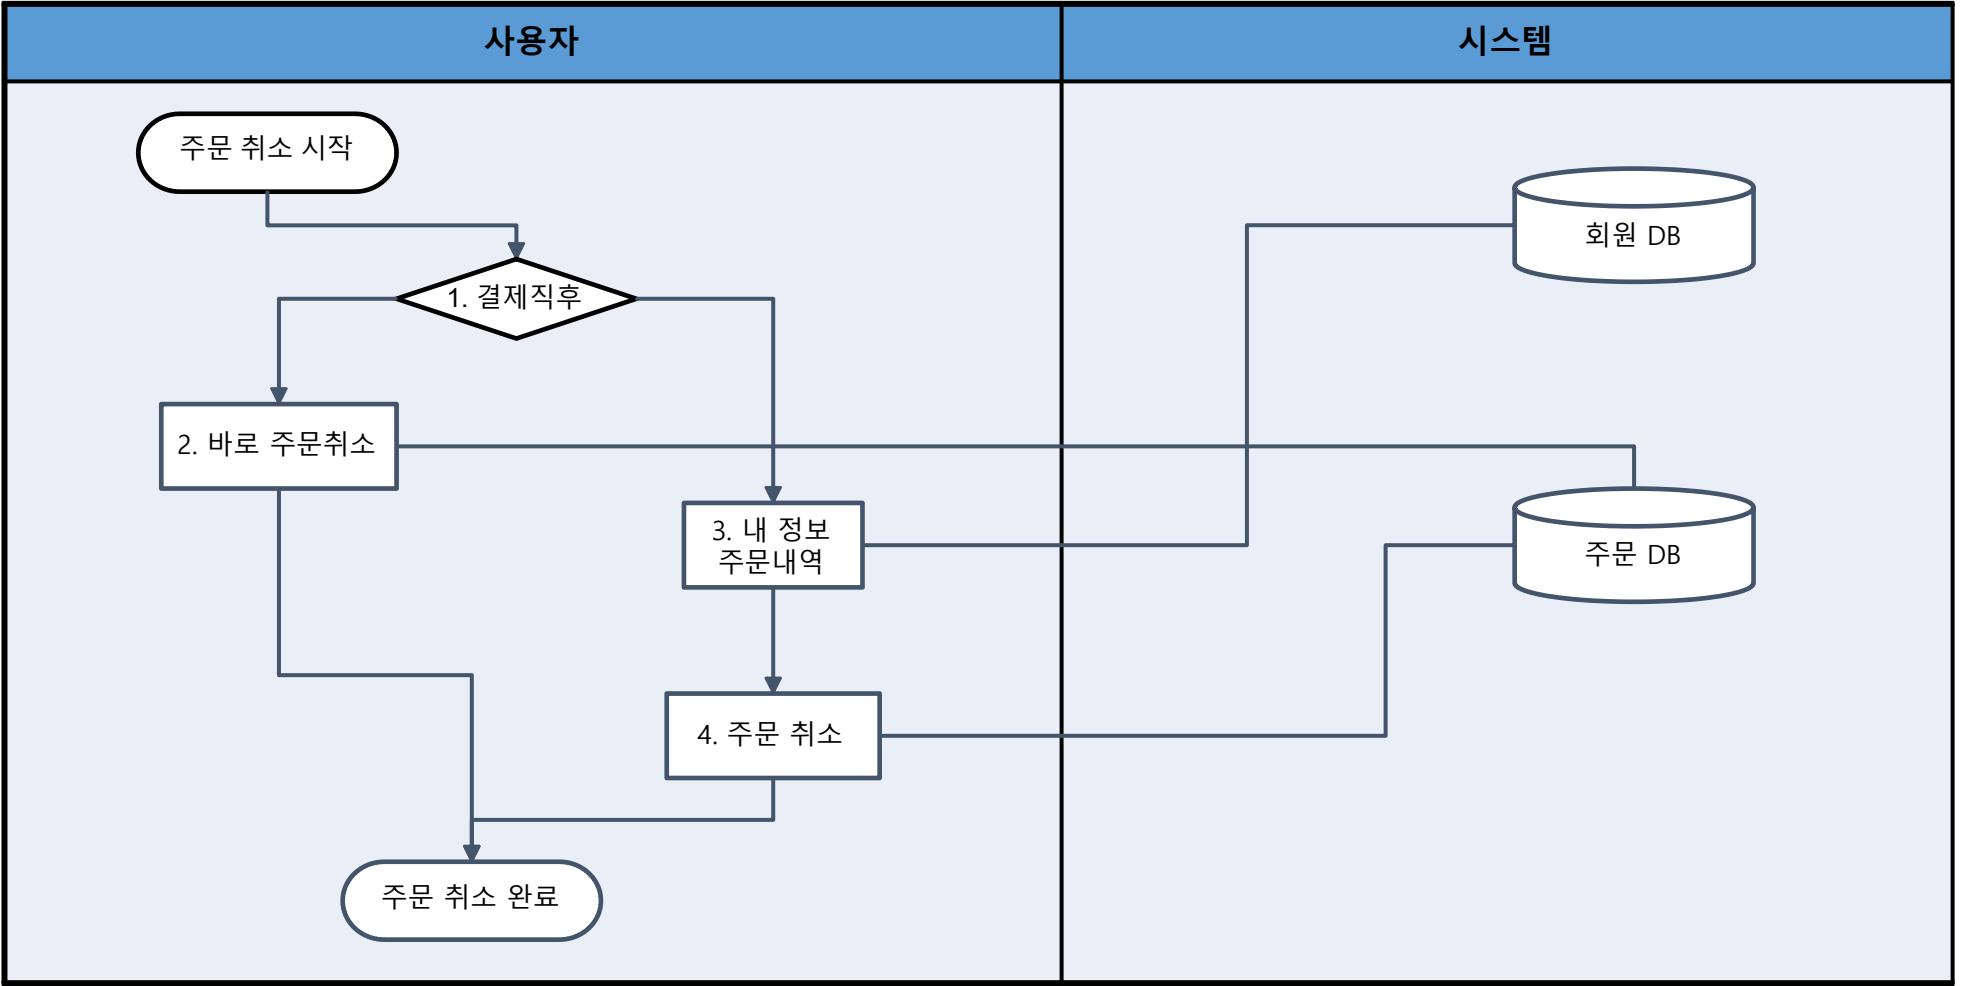 사용자
시스템
주문 취소 시작
회원 DB
1. 결제직후
2. 바로 주문취소
3. 내 정보
주문내역
주문 DB
4. 주문 취소
주문 취소 완료